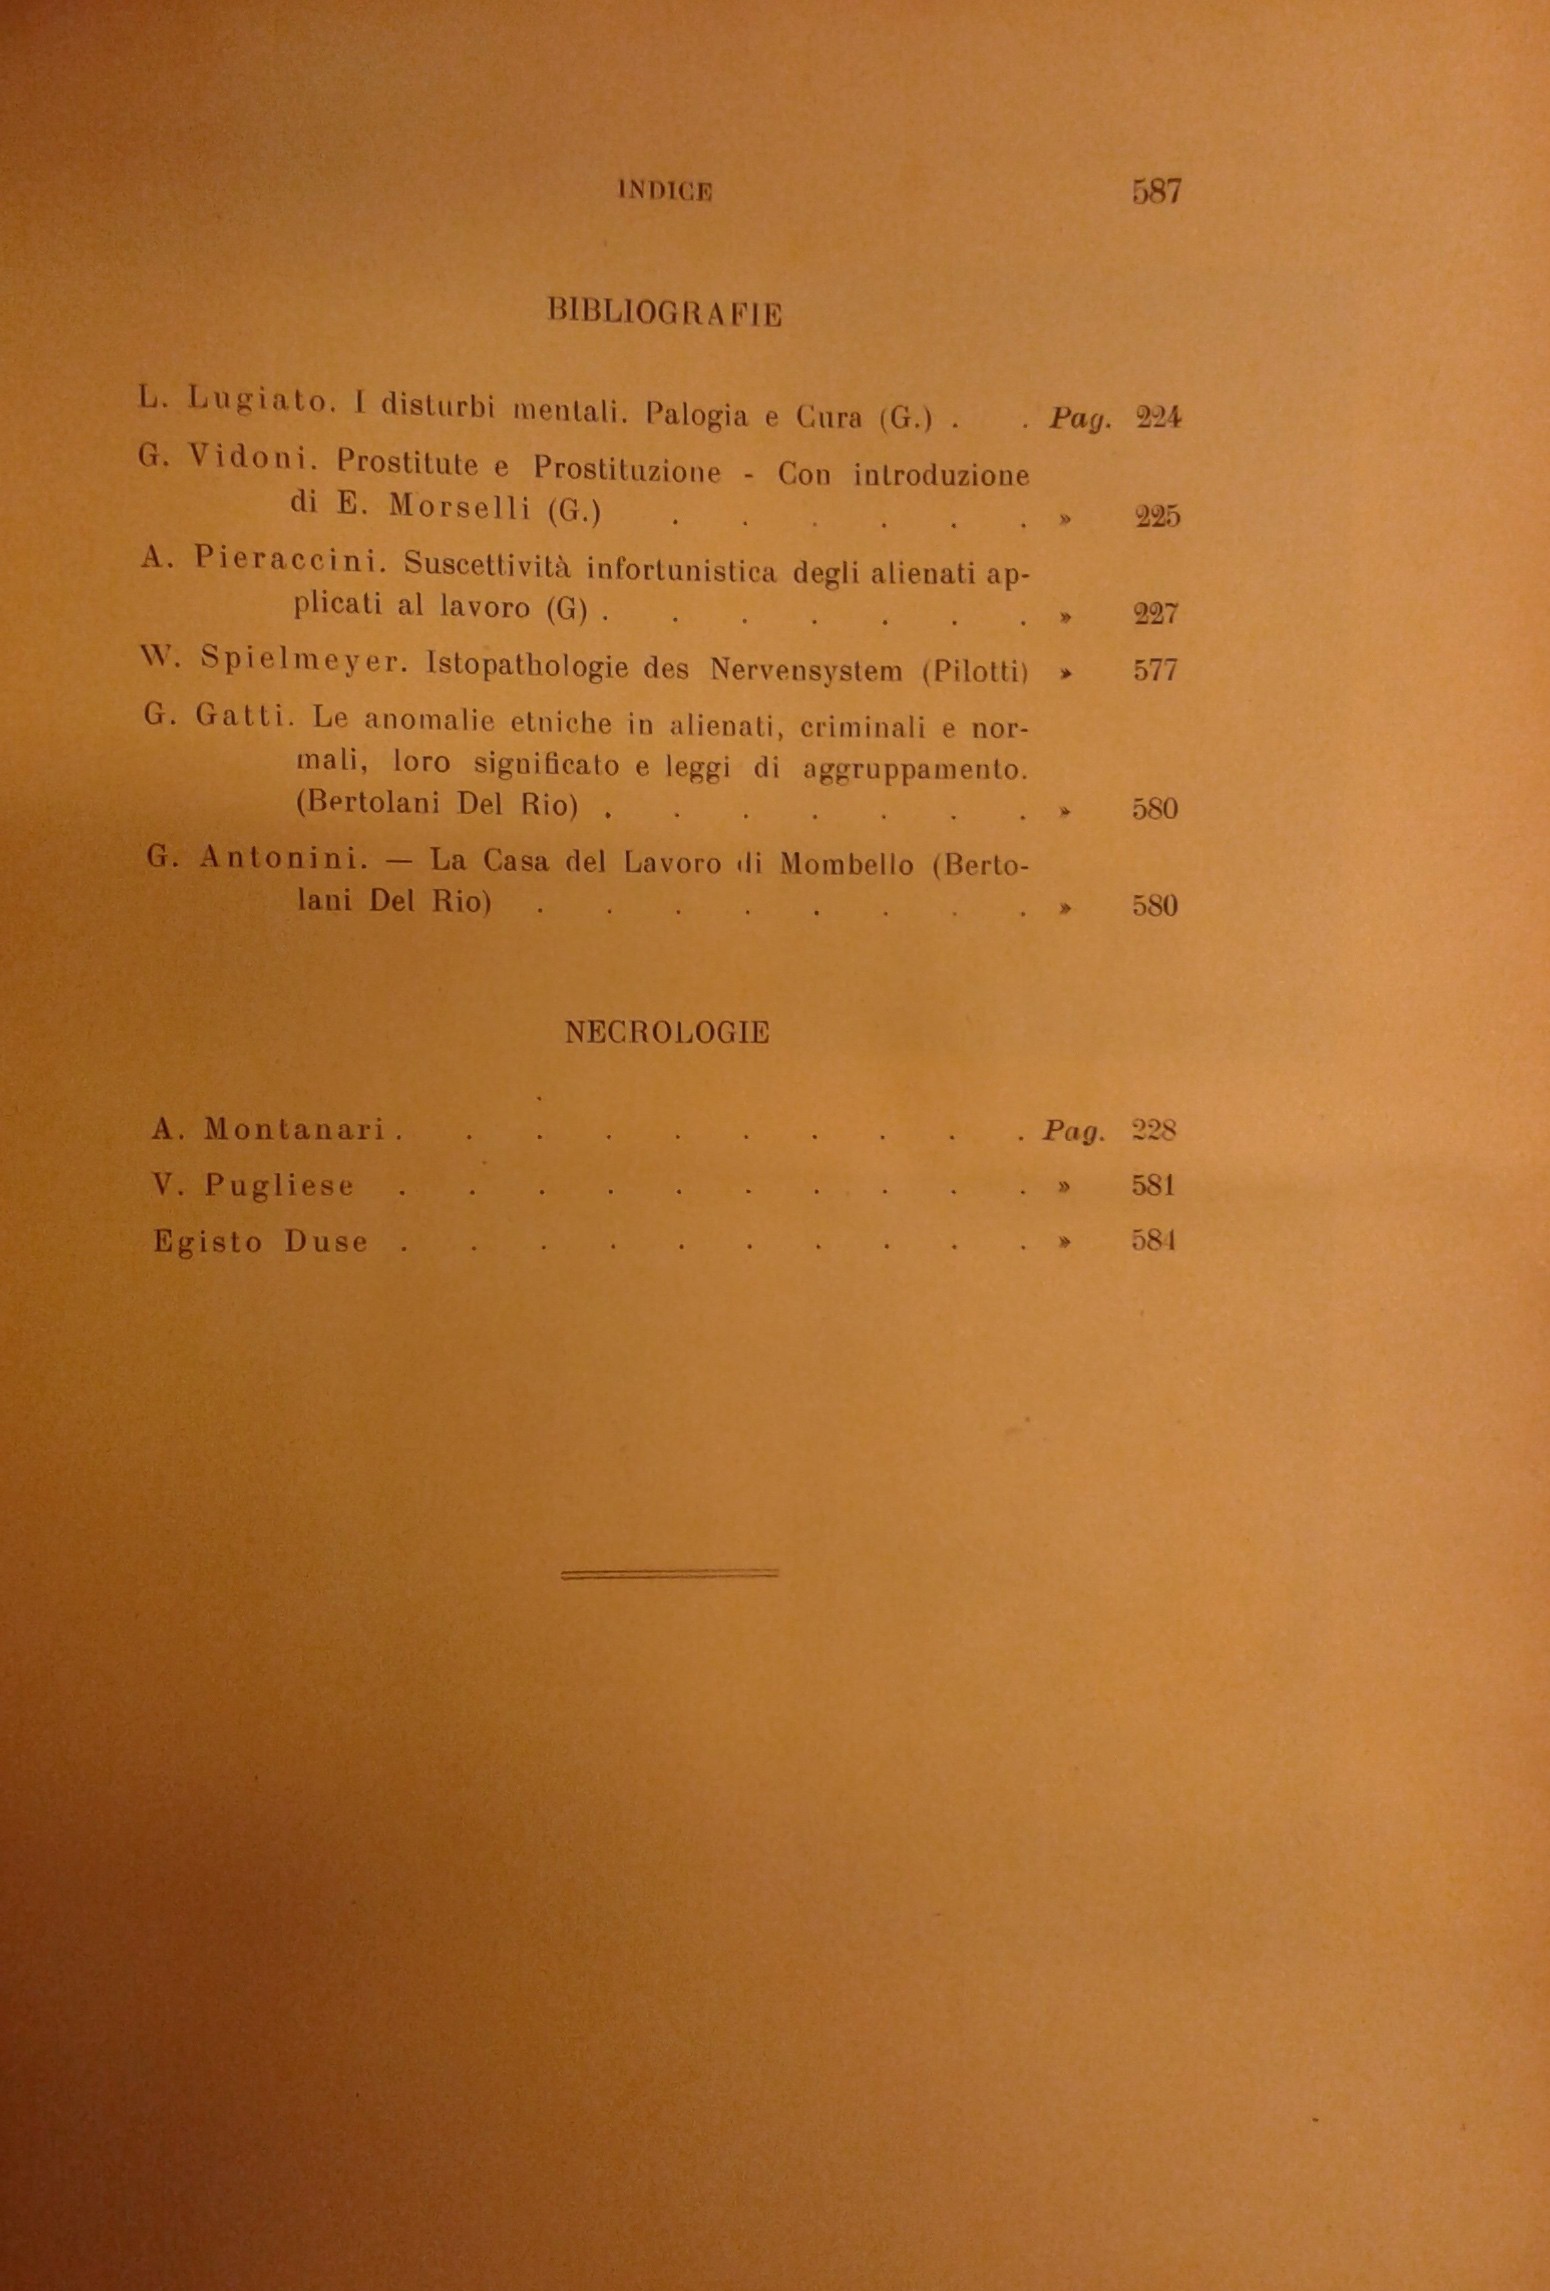 INDICE 587
BIBLIOGRAFIE
L. Lugiato. I disturbi mentali. Palogia e Cura (G.) . . Pag. 224
G. Vidoni. Prostitute e Prostituzione - Con introduzione
di E. Morselli (G.) . . . . . . » 225
A. Pieraccini. Suscettività infortunistica degli alienati ap-
plicati al lavoro (G) . . . . . . . » 227
W. Spielmeyer. Istopathologie des Nervensystem (Pilotti) » 577
G. Gatti. Le anomalie etniche in alienati, criminali e nor-
mali, loro significato e leggi di aggruppamento.
(Bertolani Del Rio) . . . . . . . » 580
G. Antonini. — La Casa del Lavoro di Mombello (Berto-
lani Del Rio) . . . . . . . . » 580
NECROLOGIE
A. Montanari . . . . . . . . . . Pag. 228
V. Pugliese . . . . . . . . . . » 581
Egisto Duse . . . . . . . . . . » 584